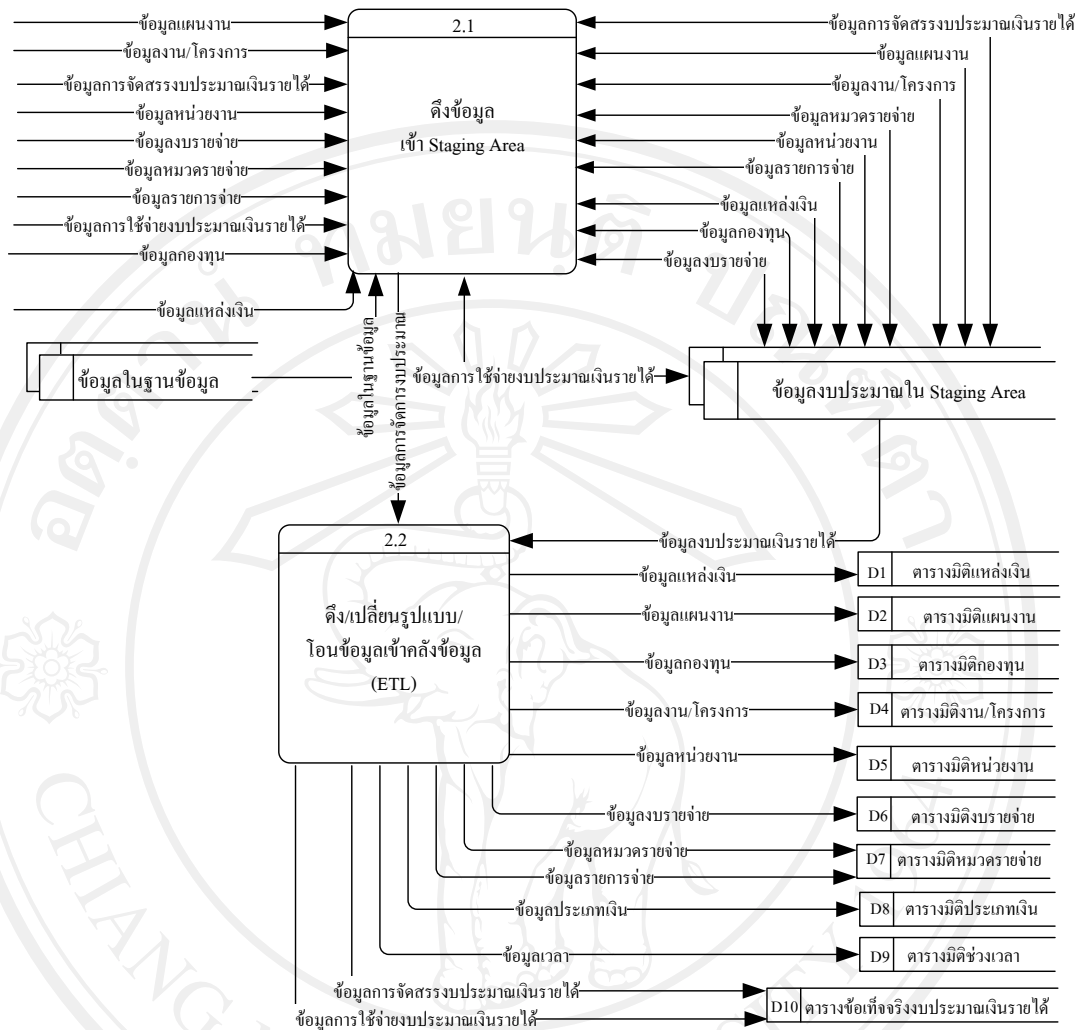 ข้อมูลแผนงาน
ข้อมูลงาน/โครงการ
ข้อมูลการจัดสรรงบประมาณเงินรายได้
ข้อมูลหน่วยงาน
ข้อมูลงบรายจ่าย
ข้อมูลหมวดรายจ่าย
ข้อมูลรายการจ่าย
ข้อมูลการใช้จ่ายงบประมาณเงินรายได้
ข้อมูลกองทุน
ข้อมูลแหล่งเงิน
2.1
ดึงข้อมูล
เข้า Staging Area
ข้อมูลการจัดสรรงบประมาณเงินรายได้
ข้อมูลแผนงาน
ข้อมูลงาน/โครงการ
ข้อมูลหมวดรายจ่าย
ข้อมูลหน่วยงาน
ข้อมูลรายการจ่าย
ข้อมูลแหล่งเงิน
ข้อมูลกองทุน
ข้อมูลงบรายจ่าย
ข้อมูลในฐานข้อมูล
ข้อมูลในฐานข้อมูล
ข้อมูลการจัดการงบประมาณ
ข้อมูลการใช้จ่ายงบประมาณเงินรายได้
ข้อมูลงบประมาณใน Staging Area
2.2
ดึง/เปลี่ยนรูปแบบ/
โอนข้อมูลเข้าคลังข้อมูล
(ETL)
ข้อมูลงบประมาณเงินรายได้
ข้อมูลแหล่งเงิน
D1 ตารางมิติแหล่งเงิน
ข้อมูลแผนงาน
D2 ตารางมิติแผนงาน
ข้อมูลกองทุน
D3 ตารางมิติกองทุน
ข้อมูลงาน/โครงการ
D4 ตารางมิติงาน/โครงการ
ข้อมูลหน่วยงาน
D5 ตารางมิติหน่วยงาน
ข้อมูลงบรายจ่าย
D6 ตารางมิติงบรายจ่าย
ข้อมูลหมวดรายจ่าย
D7 ตารางมิติหมวดรายจ่าย
ข้อมูลรายการจ่าย
ข้อมูลประเภทเงิน
D8 ตารางมิติประเภทเงิน
ข้อมูลเวลา
D9 ตารางมิติช่วงเวลา
ข้อมูลการจัดสรรงบประมาณเงินรายได้
D10 ตารางข้อเท็จจริงงบประมาณเงินรายได้
ข้อมูลการใช้จ่ายงบประมาณเงินรายได้